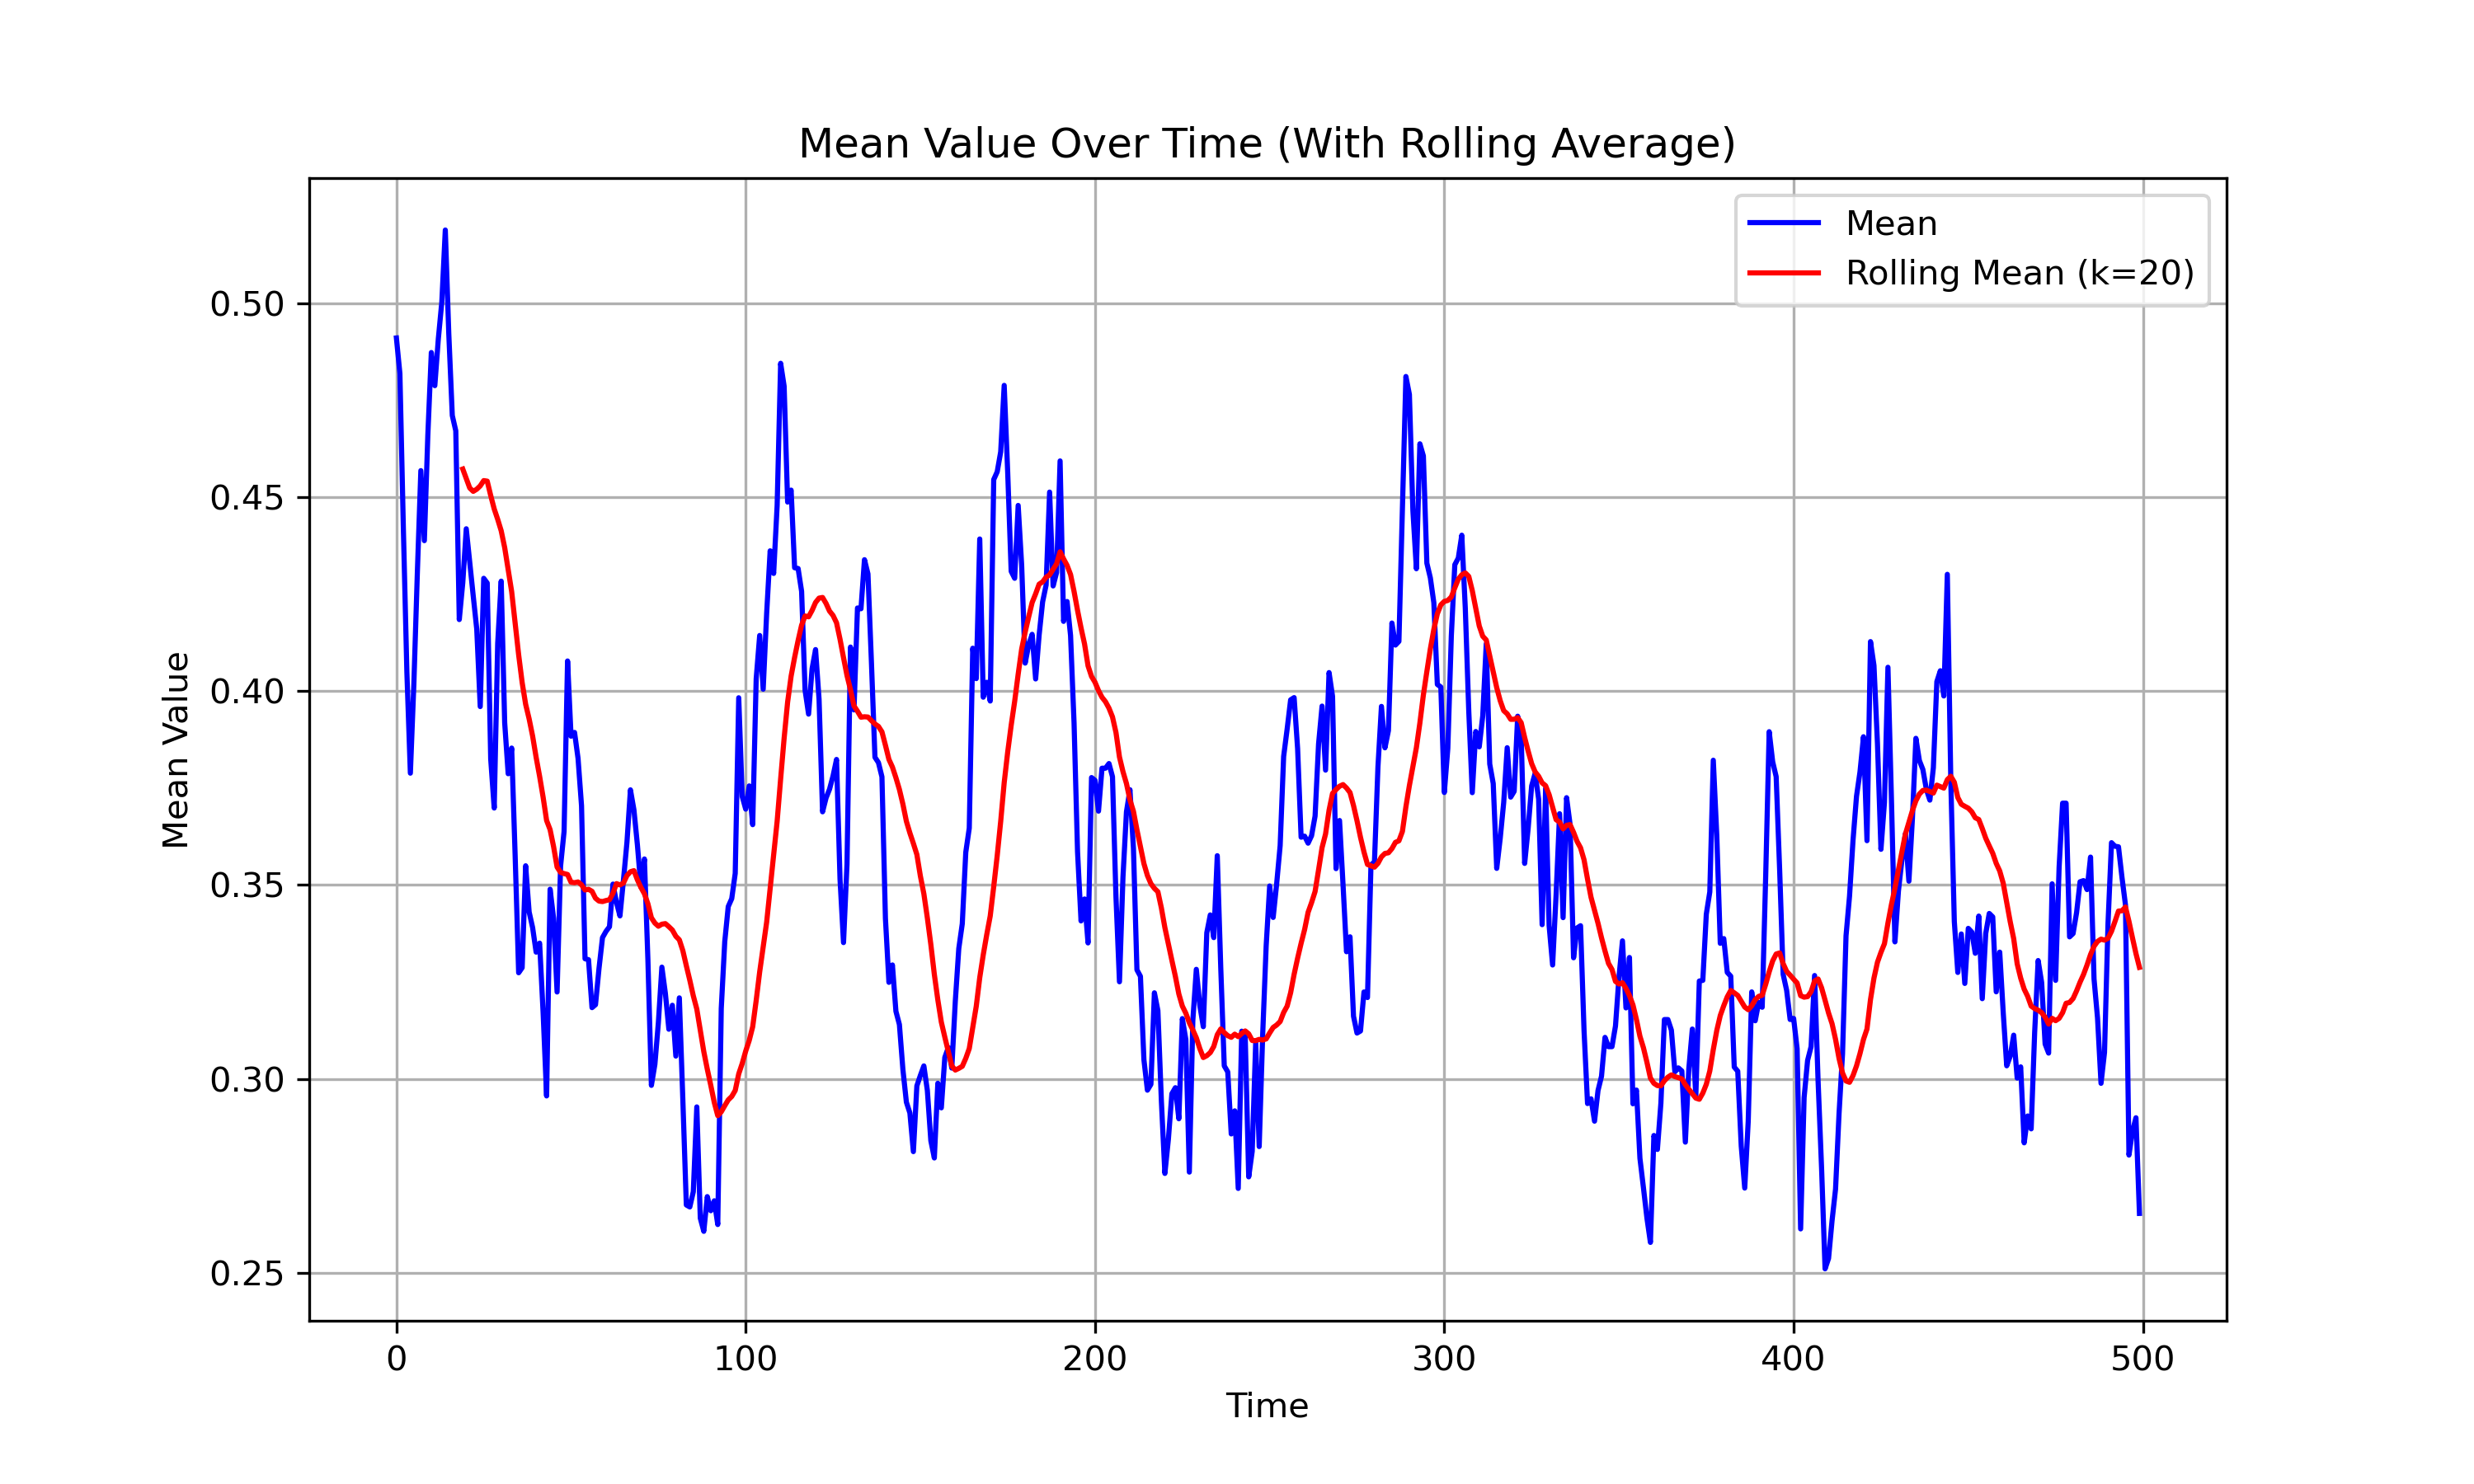 Mean Value Over Time (With Rolling Average)
Mean
Rolling Mean (k=20)
Mean Value
0.50
0.45
0.40
0.35
0.30
0.25
0 100 200 300 400 500
Time